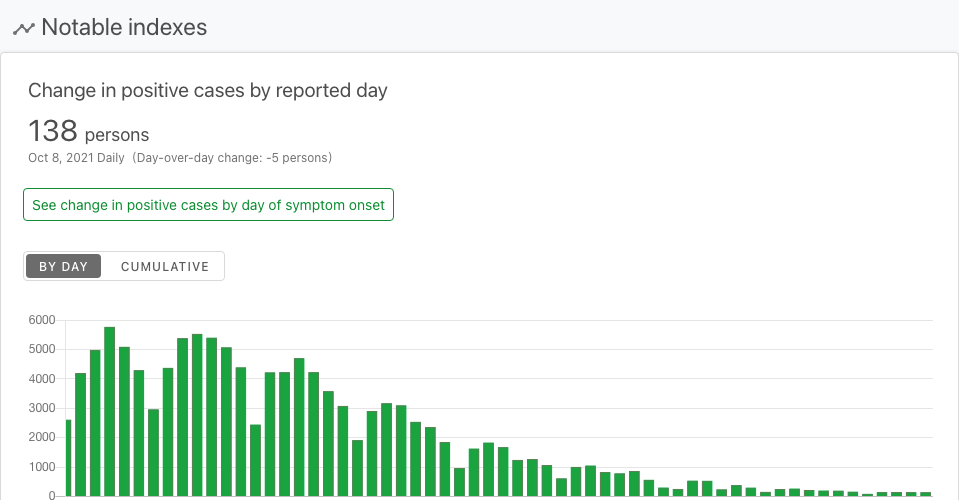 Notable indexes
Change in positive cases by reported day
138 persons
Oct 8, 2021 Daily (Day-over-day change: -5 persons)
See change in positive cases by day of symptom onset
BY DAY CUMULATIVE
6000
5000
4000
3000
2000
1000
0